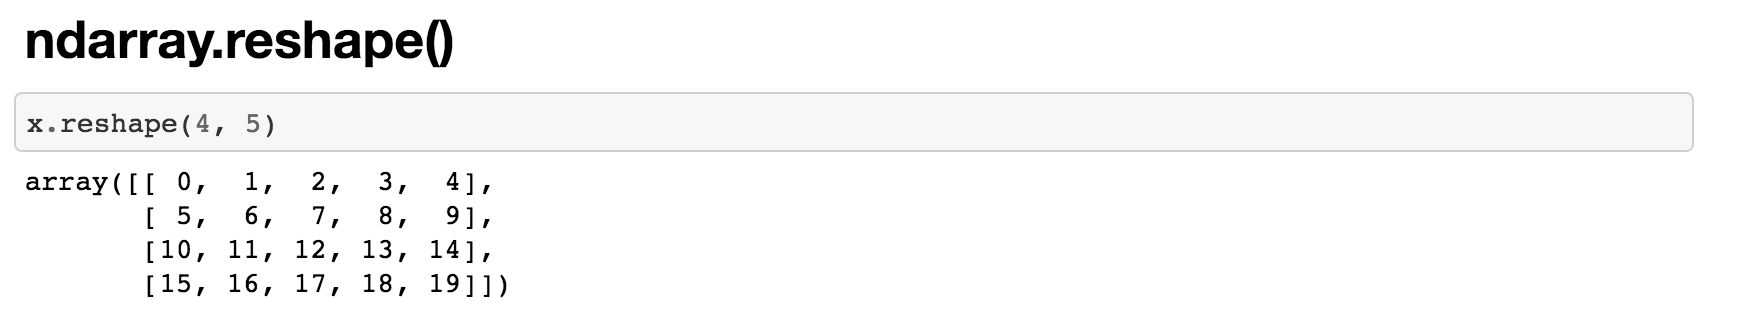 ndarray.reshape()
x.reshape(4, 5)
array([[ 0,  1,  2,  3,  4],
       [ 5,  6,  7,  8,  9],
       [10, 11, 12, 13, 14],
       [15, 16, 17, 18, 19]])